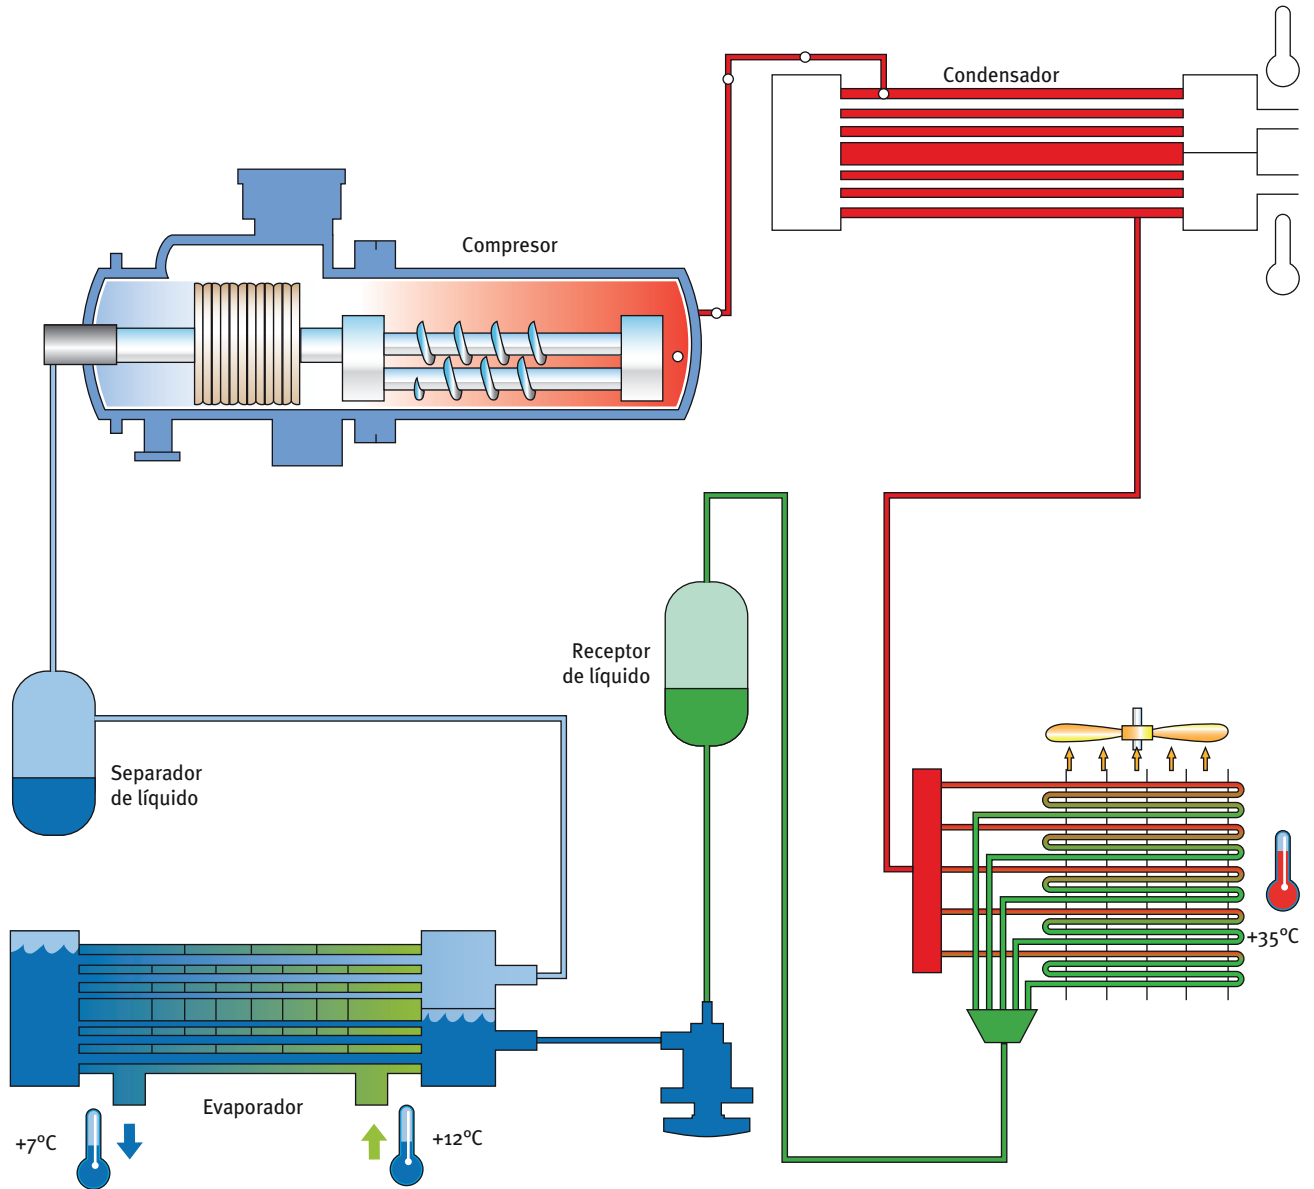 Condensador
Compresor
Receptor
de líquido
Separador
de líquido
+35°C
Evaporador
+7°C
+12°C